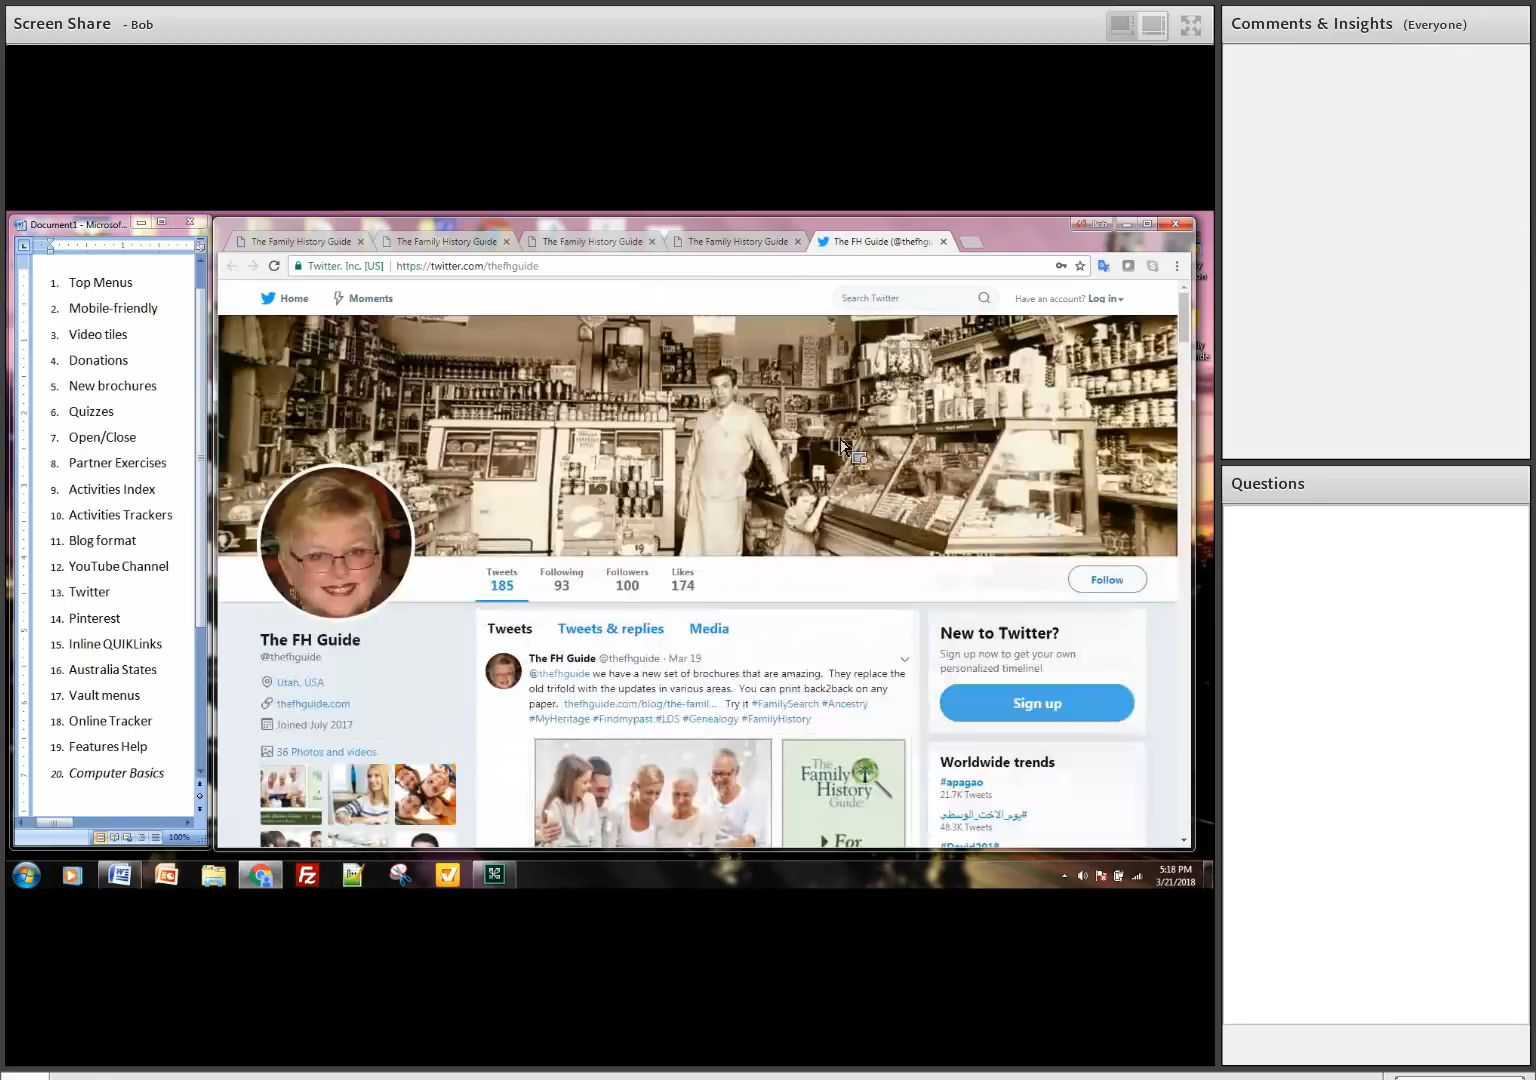 Screen Share - Bob
Comments & Insights (Everyone)
Questions
Document1 - Microsof...
1. Top Menus
2. Mobile-friendly
3. Video tiles
4. Donations
5. New brochures
6. Quizzes
7. Open/Close
8. Partner Exercises
9. Activities Index
10. Activities Trackers
11. Blog format
12. YouTube Channel
13. Twitter
14. Pinterest
15. Inline QUIKLinks
16. Australia States
17. Vault menus
18. Online Tracker
19. Features Help
20. Computer Basics
100%
Bob
The Family History Guide
The Family History Guide
The Family History Guide
The Family History Guide
The FH Guide (@thefhgu
Twitter, Inc. [US] https://twitter.com/thefhguide
Home Moments
Search Twitter
Have an account? Log in
Tweets 185
Following 93
Followers 100
Likes 174
Follow
The FH Guide
@thefhguide
Utah, USA
thefhguide.com
Joined July 2017
36 Photos and videos
Tweets Tweets & replies Media
The FH Guide @thefhguide · Mar 19
@thefhguide we have a new set of brochures that are amazing. They replace the
old trifold with the updates in various areas. You can print back2back on any
paper. thefhguide.com/blog/the-famil... Try it #FamilySearch #Ancestry
#MyHeritage #Findmypast #LDS #Genealogy #FamilyHistory
The
Family
History
Guide
For
New to Twitter?
Sign up now to get your own
personalized timeline!
Sign up
Worldwide trends
#apagao
21.7K Tweets
#يوم_الاخت_الوسطي
48.3K Tweets
#David2018
5:18 PM
3/21/2018